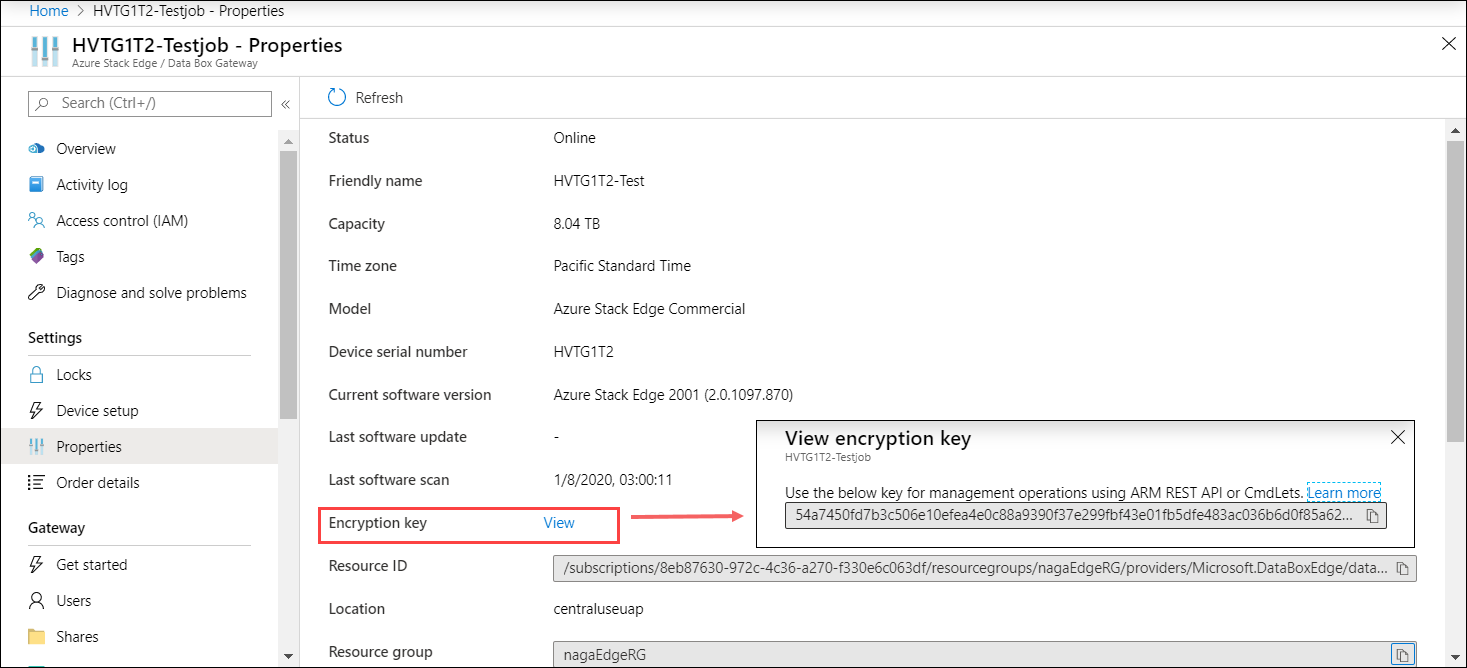 Home > HVTG1T2-Testjob - Properties
HVTG1T2-Testjob - Properties
Azure Stack Edge / Data Box Gateway
Search (Ctrl+/)
«
Overview
Activity log
Access control (IAM)
Tags
Diagnose and solve problems
Settings
Locks
Device setup
Properties
Order details
Gateway
Get started
Users
Shares
Refresh
Status Online
Friendly name HVTG1T2-Test
Capacity 8.04 TB
Time zone Pacific Standard Time
Model Azure Stack Edge Commercial
Device serial number HVTG1T2
Current software version Azure Stack Edge 2001 (2.0.1097.870)
Last software update -
Last software scan 1/8/2020, 03:00:11
Encryption key View
View encryption key
HVTG1T2-Testjob
Use the below key for management operations using ARM REST API or CmdLets. Learn more
54a7450fd7b3c506e10efea4e0c88a9390f37e299fbf43e01fb5dfe483ac036b6d0f85a62...
Resource ID /subscriptions/8eb87630-972c-4c36-a270-f330e6c063df/resourcegroups/nagaEdgeRG/providers/Microsoft.DataBoxEdge/data...
Location centraluseuap
Resource group nagaEdgeRG